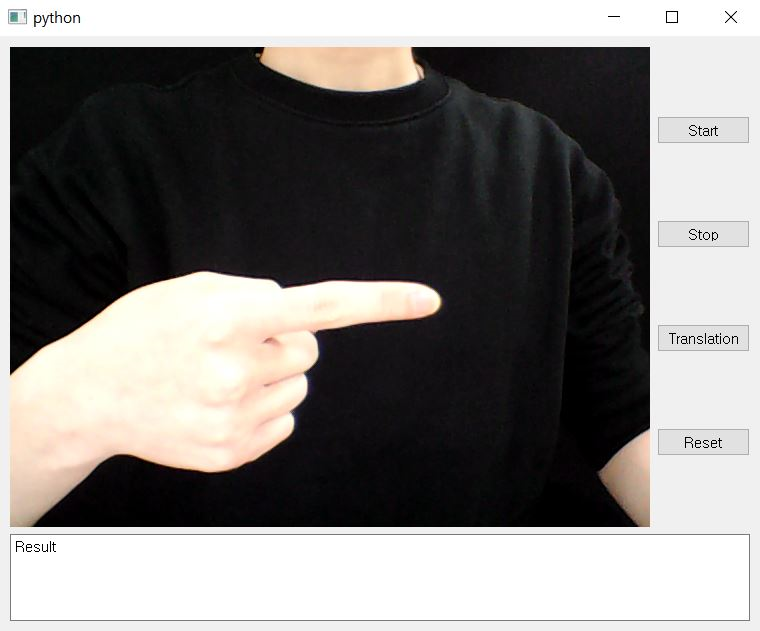 python
Start
Stop
Translation
Reset
Result